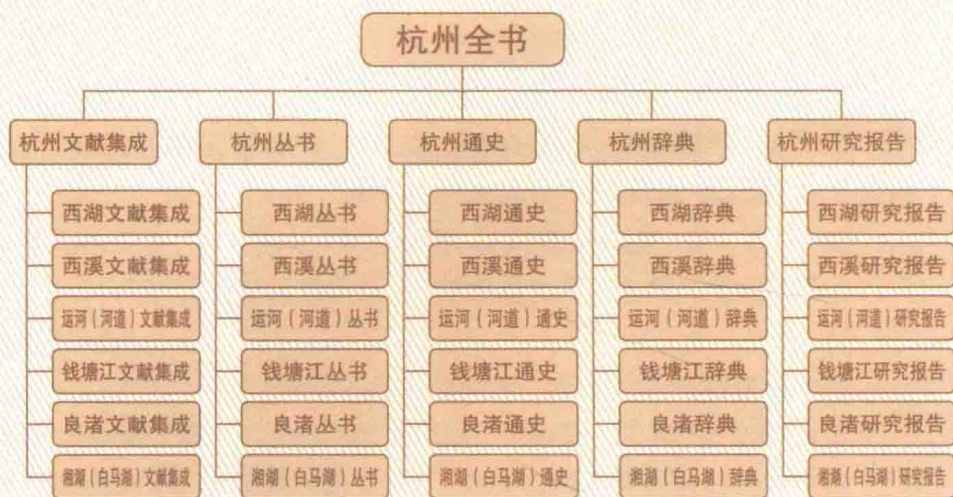 杭州全书
杭州文献集成
杭州丛书
杭州通史
杭州辞典
杭州研究报告
西湖文献集成
西湖丛书
西湖通史
西湖辞典
西湖研究报告
西溪文献集成
西溪丛书
西溪通史
西溪辞典
西溪研究报告
运河（河道）文献集成
运河（河道）丛书
运河（河道）通史
运河（河道）辞典
运河（河道）研究报告
钱塘江文献集成
钱塘江丛书
钱塘江通史
钱塘江辞典
钱塘江研究报告
良渚文献集成
良渚丛书
良渚通史
良渚辞典
良渚研究报告
湘湖（白马湖）文献集成
湘湖（白马湖）丛书
湘湖（白马湖）通史
湘湖（白马湖）辞典
湘湖（白马湖）研究报告